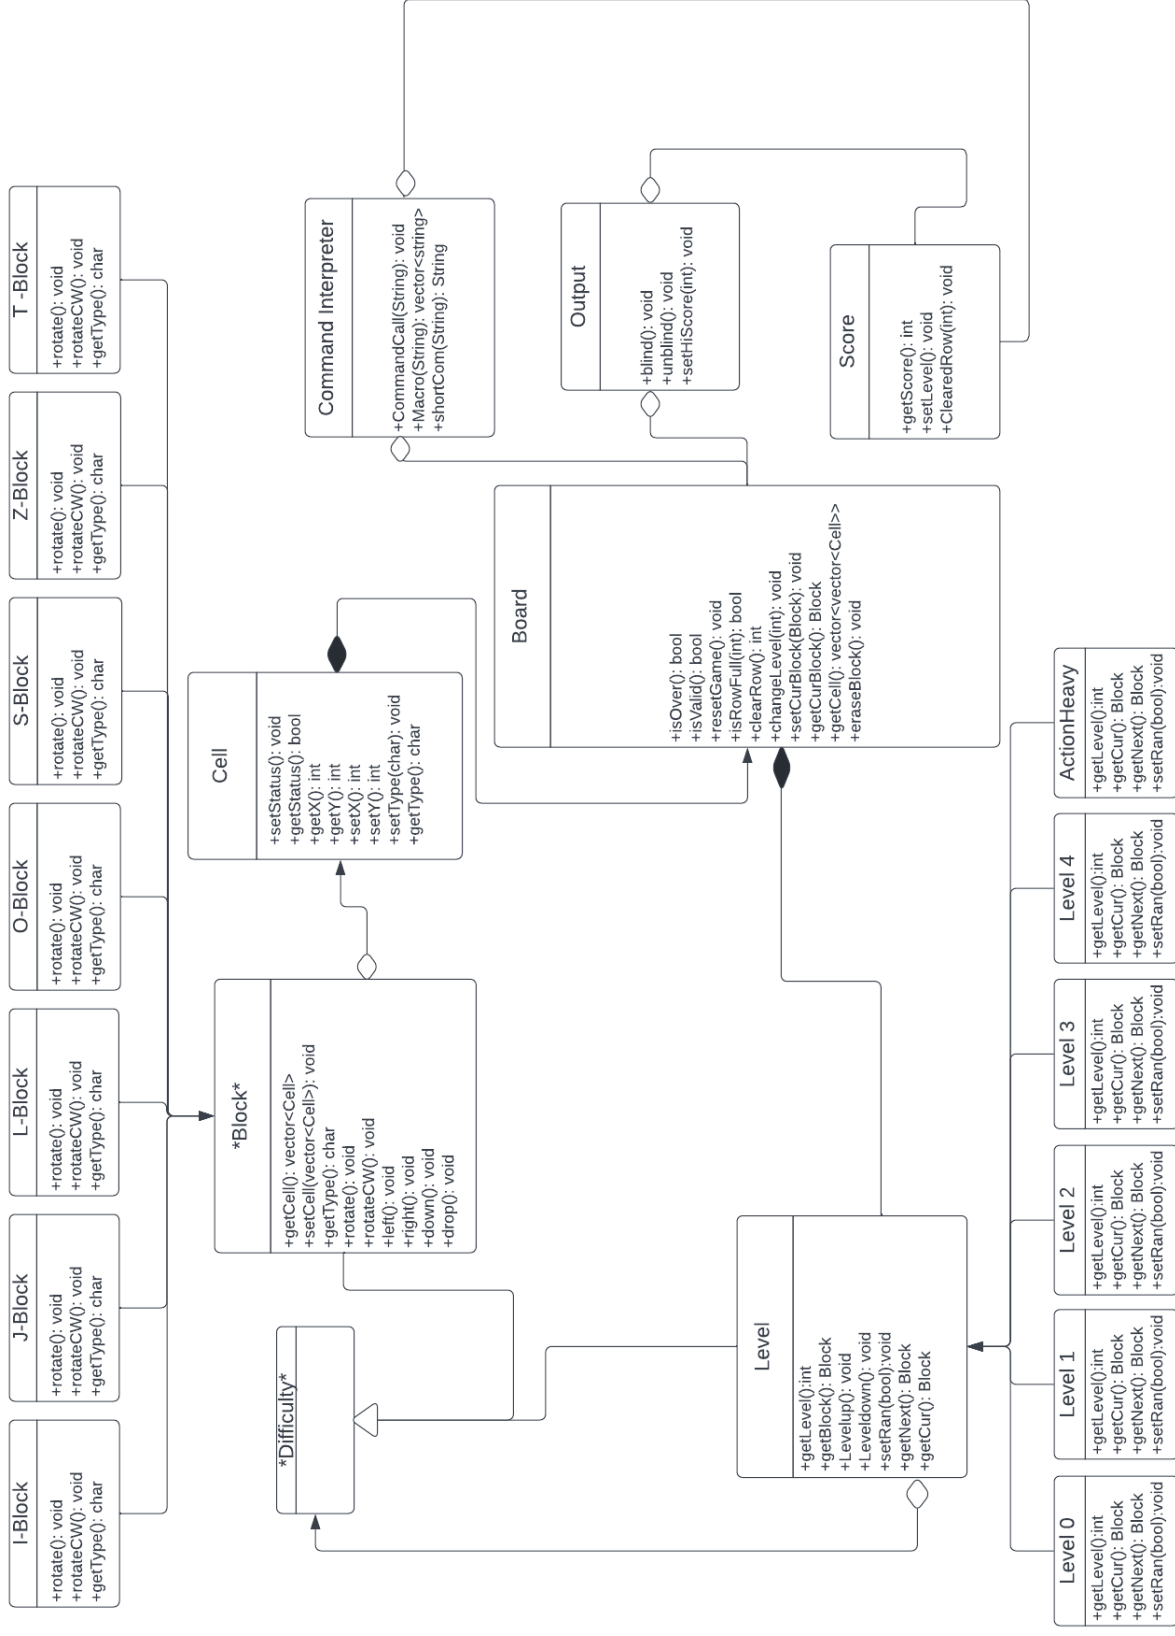 I-Block
+rotate(): void
+rotateCW(): void
+getType(): char
J-Block
+rotate(): void
+rotateCW(): void
+getType(): char
L-Block
+rotate(): void
+rotateCW(): void
+getType(): char
O-Block
+rotate(): void
+rotateCW(): void
+getType(): char
S-Block
+rotate(): void
+rotateCW(): void
+getType(): char
Z-Block
+rotate(): void
+rotateCW(): void
+getType(): char
T -Block
+rotate(): void
+rotateCW(): void
+getType(): char
*Difficulty*
*Block*
+getCell(): vector<Cell>
+setCell(vector<Cell>): void
+getType(): char
+rotate(): void
+rotateCW(): void
+left(): void
+right(): void
+down(): void
+drop(): void
Cell
+setStatus(): void
+getStatus(): bool
+getX(): int
+getY(): int
+setX(): int
+setY(): int
+setType(char): void
+getType(): char
Command Interpreter
+CommandCall(String): void
+Macro(String): vector<string>
+shortCom(String): String
Board
+isOver(): bool
+isValid(): bool
+resetGame(): void
+isRowFull(int): bool
+clearRow(): int
+changeLevel(int): void
+setCurBlock(Block): void
+getCurBlock(): Block
+getCell(): vector<vector<Cell>>
+eraseBlock(): void
Output
+blind(): void
+unblind(): void
+setHiScore(int): void
Score
+getScore(): int
+setLevel(): void
+ClearedRow(int): void
Level
+getLevel():int
+getBlock(): Block
+Levelup(): void
+Leveldown(): void
+setRan(bool):void
+getNext(): Block
+getCur(): Block
Level 0
+getLevel():int
+getCur(): Block
+getNext(): Block
+setRan(bool):void
Level 1
+getLevel():int
+getCur(): Block
+getNext(): Block
+setRan(bool):void
Level 2
+getLevel():int
+getCur(): Block
+getNext(): Block
+setRan(bool):void
Level 3
+getLevel():int
+getCur(): Block
+getNext(): Block
+setRan(bool):void
Level 4
+getLevel():int
+getCur(): Block
+getNext(): Block
+setRan(bool):void
ActionHeavy
+getLevel():int
+getCur(): Block
+getNext(): Block
+setRan(bool):void